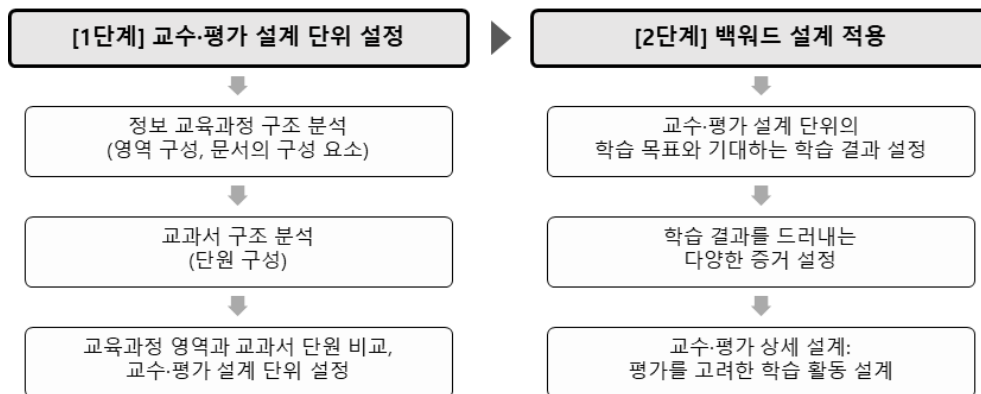 [1단계] 교수·평가 설계 단위 설정
정보 교육과정 구조 분석
(영역 구성, 문서의 구성 요소)
교과서 구조 분석
(단원 구성)
교육과정 영역과 교과서 단원 비교,
교수·평가 설계 단위 설정
[2단계] 백워드 설계 적용
교수·평가 설계 단위의
학습 목표와 기대하는 학습 결과 설정
학습 결과를 드러내는
다양한 증거 설정
교수·평가 상세 설계:
평가를 고려한 학습 활동 설계